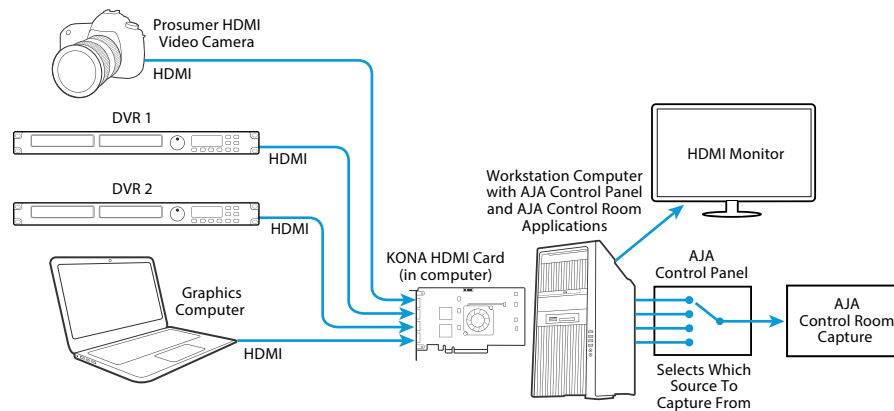 Prosumer HDMI
Video Camera
HDMI
DVR 1
HDMI
DVR 2
HDMI
Graphics
Computer
HDMI
KONA HDMI Card
(in computer)
Workstation Computer
with AJA Control Panel
and AJA Control Room
Applications
HDMI Monitor
AJA
Control Panel
Selects Which
Source To
Capture From
AJA
Control Room
Capture